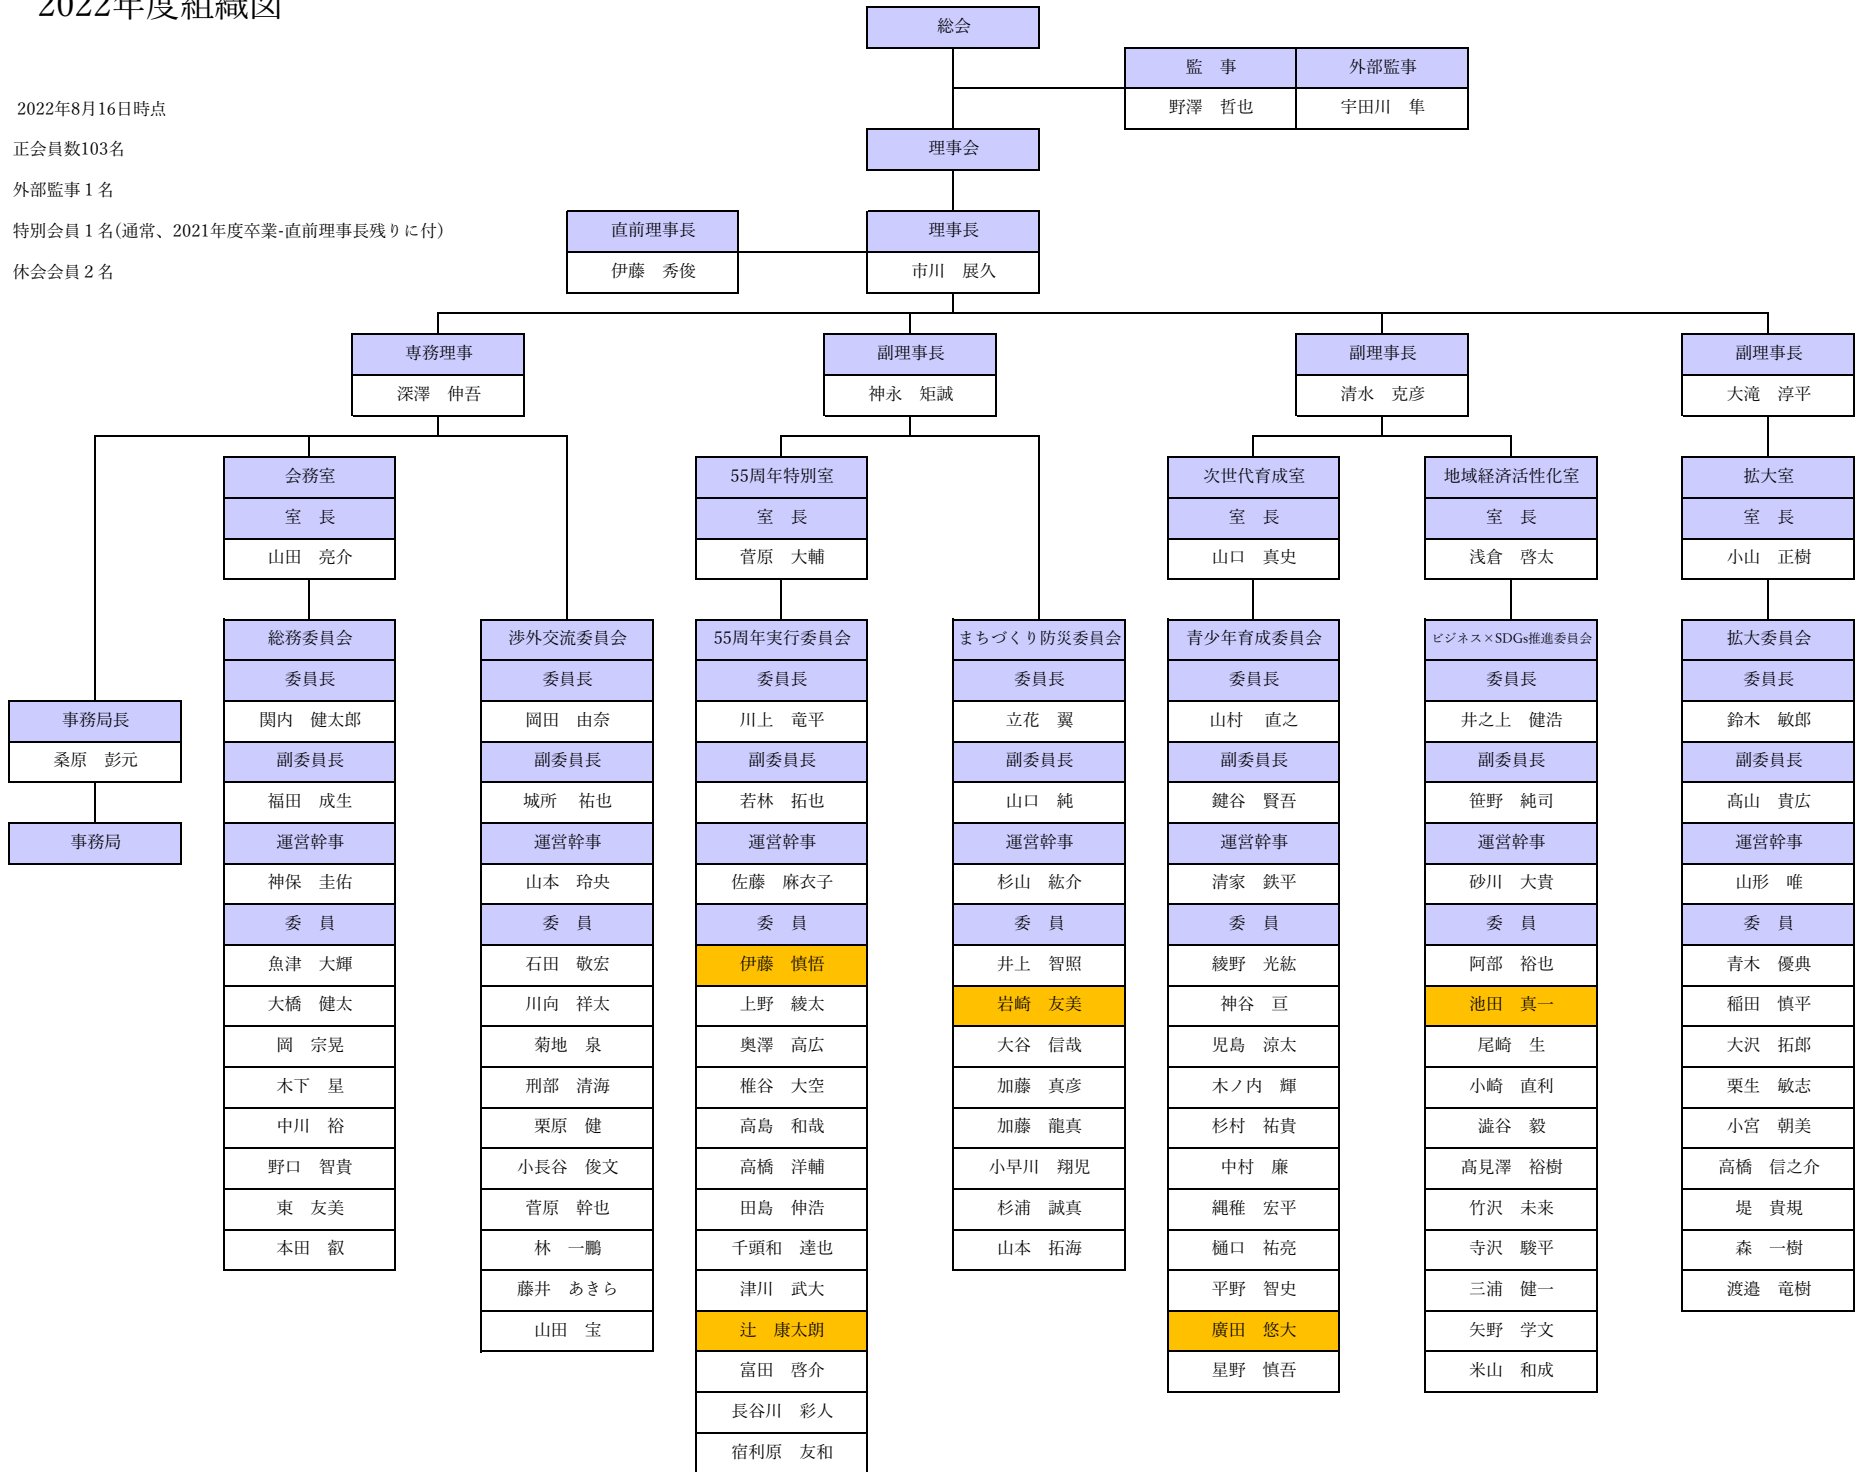 2022年度組織図
総会
監　事
外部監事
野澤　哲也
宇田川　隼
2022年8月16日時点
正会員数103名
外部監事１名
特別会員１名(通常、2021年度卒業-直前理事長残りに付)
休会会員２名
理事会
直前理事長
伊藤　秀俊
理事長
市川　展久
専務理事
深澤　伸吾
副理事長
神永　矩誠
副理事長
清水　克彦
副理事長
大滝　淳平
会務室
室　長
山田　亮介
55周年特別室
室　長
菅原　大輔
次世代育成室
室　長
山口　真史
地域経済活性化室
室　長
浅倉　啓太
拡大室
室　長
小山　正樹
事務局長
桑原　彭元
事務局
総務委員会
委員長
関内　健太郎
副委員長
福田　成生
運営幹事
神保　圭佑
委　員
魚津　大輝
大橋　健太
岡　宗晃
木下　星
中川　裕
野口　智貴
東　友美
本田　叡
渉外交流委員会
委員長
岡田　由奈
副委員長
城所　祐也
運営幹事
山本　玲央
委　員
石田　敬宏
川向　祥太
菊地　泉
刑部　清海
栗原　健
小長谷　俊文
菅原　幹也
林　一鵬
藤井　あきら
山田　宝
55周年実行委員会
委員長
川上　竜平
副委員長
若林　拓也
運営幹事
佐藤　麻衣子
委　員
伊藤　慎悟
上野　綾太
奥澤　高広
椎谷　大空
高島　和哉
高橋　洋輔
田島　伸浩
千頭和　達也
津川　武大
辻　康太朗
富田　啓介
長谷川　彩人
宿利原　友和
まちづくり防災委員会
委員長
立花　翼
副委員長
山口　純
運営幹事
杉山　紘介
委　員
井上　智照
岩崎　友美
大谷　信哉
加藤　真彦
加藤　龍真
小早川　翔児
杉浦　誠真
山本　拓海
青少年育成委員会
委員長
山村　直之
副委員長
鍵谷　賢吾
運営幹事
清家　鉄平
委　員
綾野　光紘
神谷　亘
児島　涼太
木ノ内　輝
杉村　祐貴
中村　廉
縄稚　宏平
樋口　祐亮
平野　智史
廣田　悠大
星野　慎吾
ビジネス×SDGs推進委員会
委員長
井之上　健浩
副委員長
笹野　純司
運営幹事
砂川　大貴
委　員
阿部　裕也
池田　真一
尾崎　生
小崎　直利
澁谷　毅
髙見澤　裕樹
竹沢　未来
寺沢　駿平
三浦　健一
矢野　学文
米山　和成
拡大委員会
委員長
鈴木　敏郎
副委員長
髙山　貴広
運営幹事
山形　唯
委　員
青木　優典
稲田　慎平
大沢　拓郎
栗生　敏志
小宮　朝美
高橋　信之介
堤　貴規
森　一樹
渡邉　竜樹